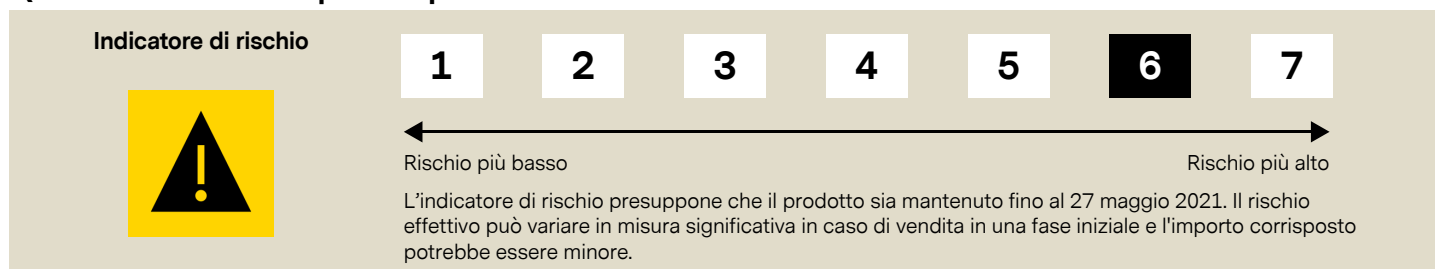 Indicatore di rischio
1 2 3 4 5 6 7
Rischio più basso Rischio più alto
L'indicatore di rischio presuppone che il prodotto sia mantenuto fino al 27 maggio 2021. Il rischio
effettivo può variare in misura significativa in caso di vendita in una fase iniziale e l'importo corrisposto
potrebbe essere minore.